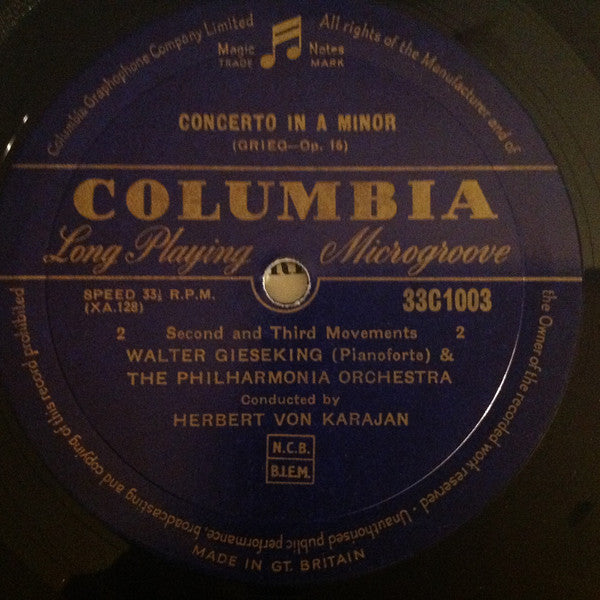 Columbia Graphophone Company Limited
All rights of the Manufacturer and of
the Owner of the recorded work reserved - Unauthorised public performance, broadcasting and copying of this record prohibited
Magic Notes
TRADE MARK
CONCERTO IN A MINOR
(GRIEG—Op. 16)
COLUMBIA
Long Playing Microgroove
SPEED 33⅓ R.P.M.
(XA.128)
33C1003
2 Second and Third Movements 2
WALTER GIESEKING (Pianoforte) &
THE PHILHARMONIA ORCHESTRA
Conducted by
HERBERT VON KARAJAN
N.C.B.
B.I.E.M.
MADE IN GT. BRITAIN